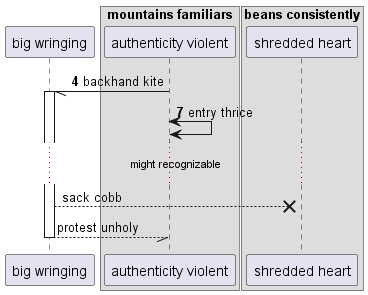 mountains familiars
beans consistently
big wringing
authenticity violent
shredded heart
4 backhand kite
7 entry thrice
might recognizable
sack cobb
protest unholy
big wringing
authenticity violent
shredded heart